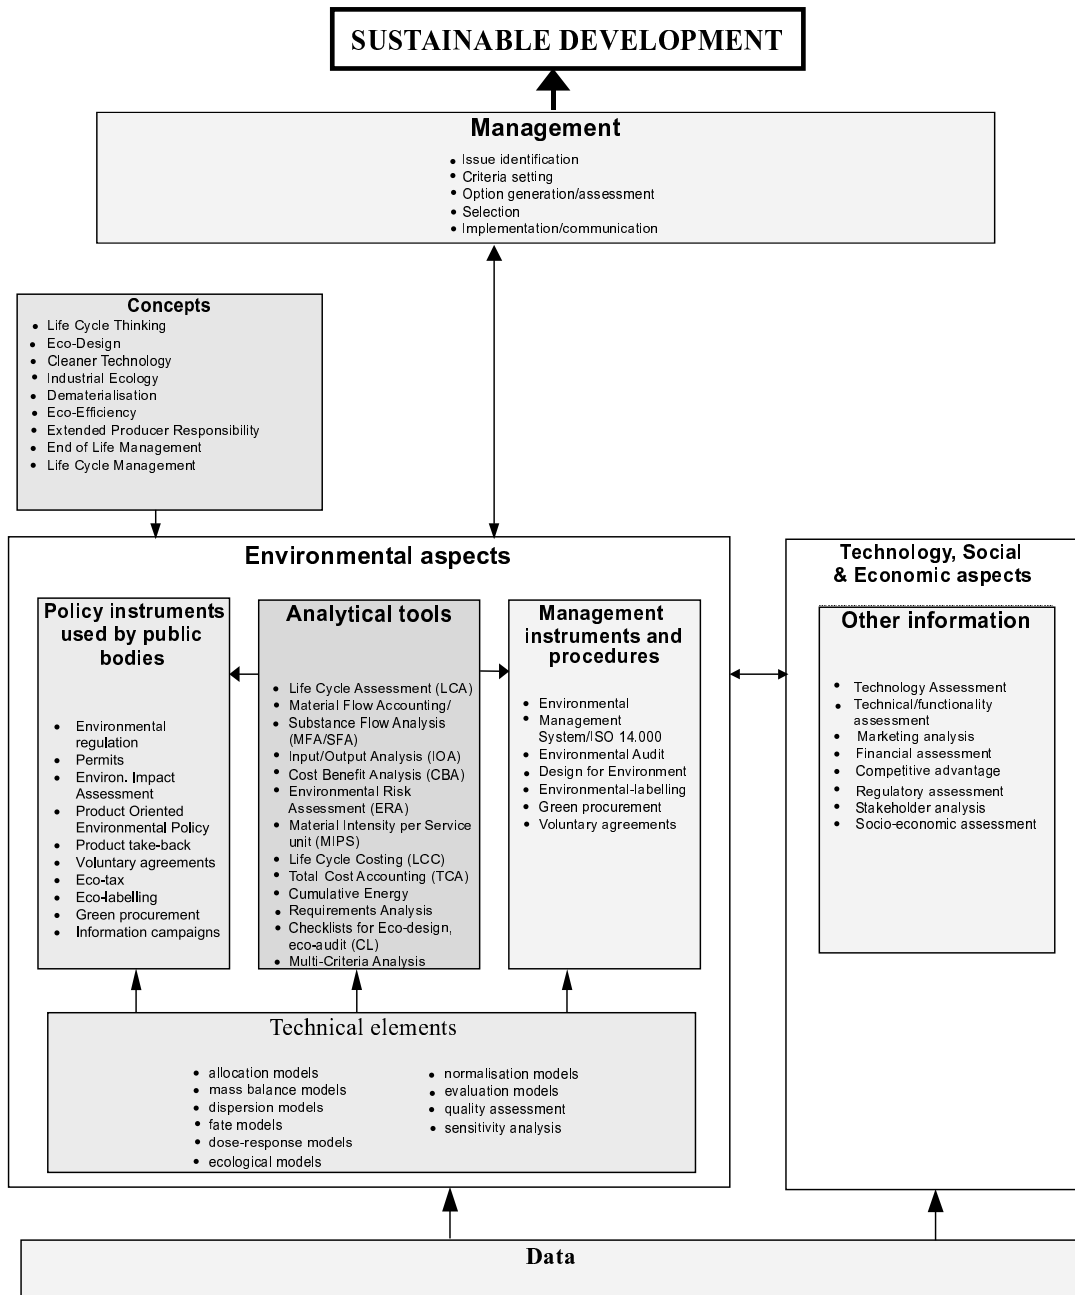 SUSTAINABLE DEVELOPMENT
Management
• Issue identification
• Criteria setting
• Option generation/assessment
• Selection
• Implementation/communication
Concepts
• Life Cycle Thinking
• Eco-Design
• Cleaner Technology
• Industrial Ecology
• Dematerialisation
• Eco-Efficiency
• Extended Producer Responsibility
• End of Life Management
• Life Cycle Management
Environmental aspects
Policy instruments
used by public
bodies
• Environmental
regulation
• Permits
• Environ. Impact
Assessment
• Product Oriented
Environmental Policy
• Product take-back
• Voluntary agreements
• Eco-tax
• Eco-labelling
• Green procurement
• Information campaigns
Analytical tools
• Life Cycle Assessment (LCA)
• Material Flow Accounting/
• Substance Flow Analysis
(MFA/SFA)
• Input/Output Analysis (IOA)
• Cost Benefit Analysis (CBA)
• Environmental Risk
Assessment (ERA)
• Material Intensity per Service
unit (MIPS)
• Life Cycle Costing (LCC)
• Total Cost Accounting (TCA)
• Cumulative Energy
• Requirements Analysis
• Checklists for Eco-design,
eco-audit (CL)
• Multi-Criteria Analysis
Management
instruments and
procedures
• Environmental
• Management
System/ISO 14.000
• Environmental Audit
• Design for Environment
• Environmental-labelling
• Green procurement
• Voluntary agreements
Technology, Social
& Economic aspects
Other information
• Technology Assessment
• Technical/functionality
assessment
• Marketing analysis
• Financial assessment
• Competitive advantage
• Regulatory assessment
• Stakeholder analysis
• Socio-economic assessment
Technical elements
• allocation models
• mass balance models
• dispersion models
• fate models
• dose-response models
• ecological models
• normalisation models
• evaluation models
• quality assessment
• sensitivity analysis
Data